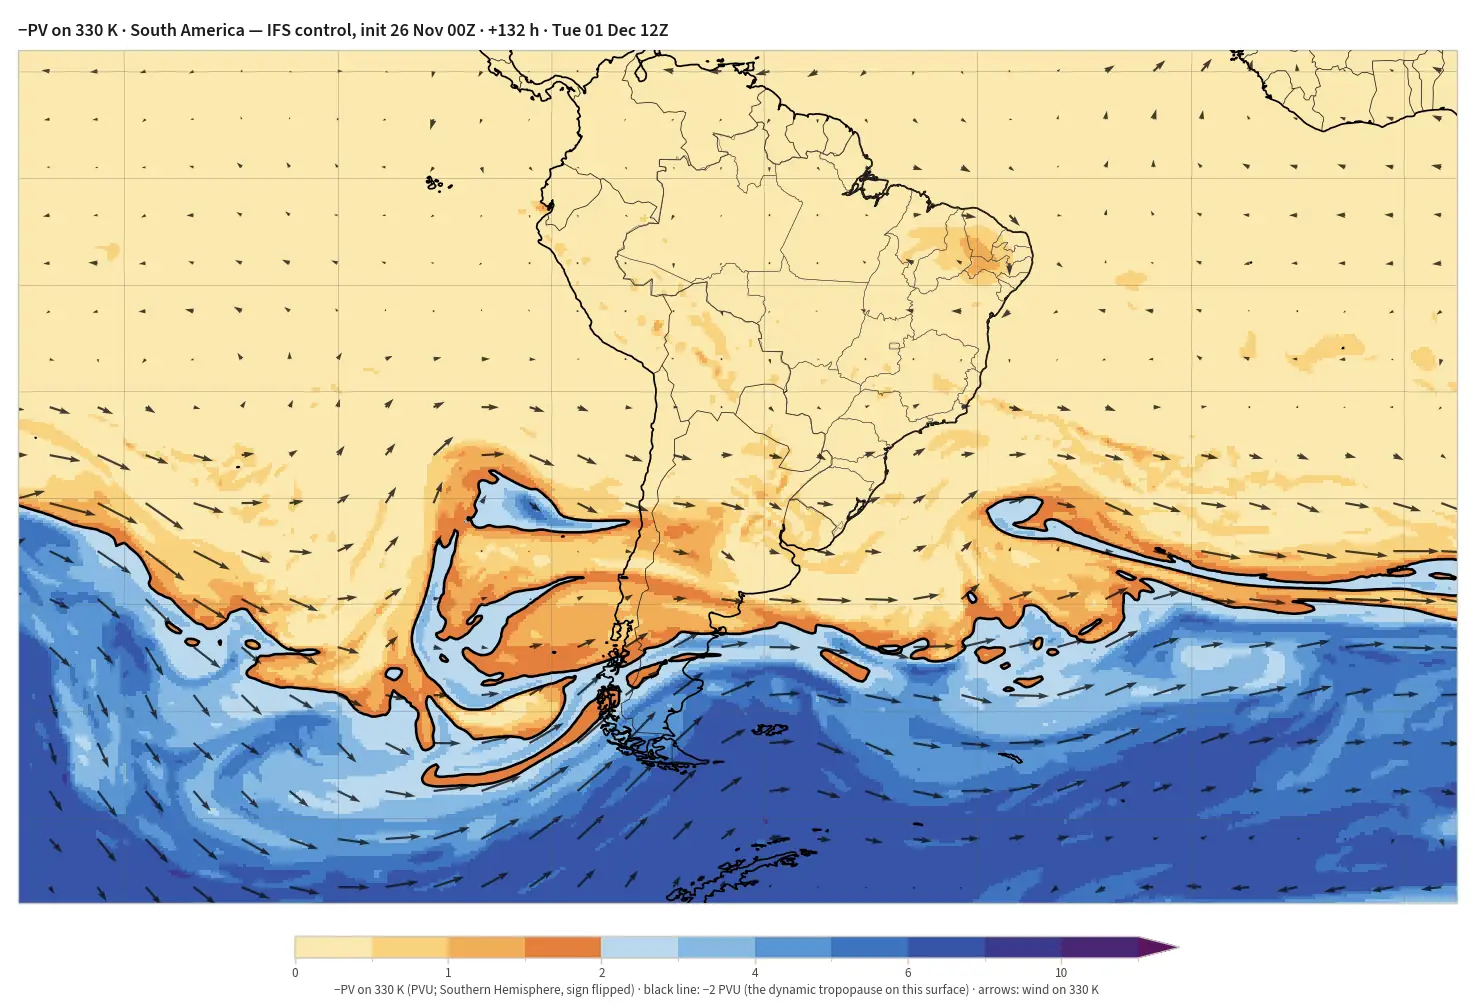 −PV on 330 K · South America — IFS control, init 26 Nov 00Z · +132 h · Tue 01 Dec 12Z
0 1 2 4 6 10
−PV on 330 K (PVU; Southern Hemisphere, sign flipped) · black line: −2 PVU (the dynamic tropopause on this surface) · arrows: wind on 330 K